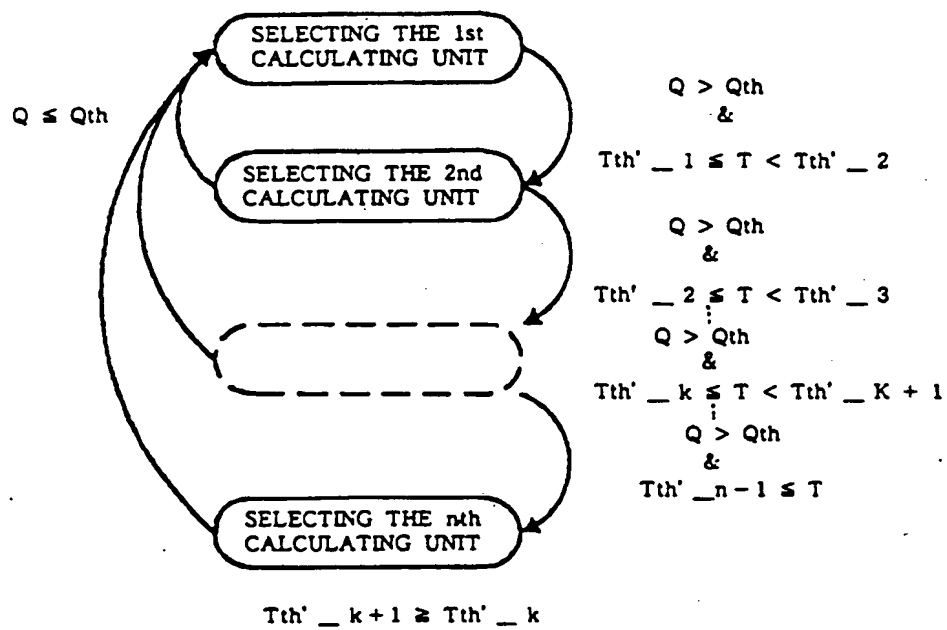 SELECTING THE 1st
CALCULATING UNIT
Q ≦ Qth
Q > Qth
&
Tth' _ 1 ≦ T < Tth' _ 2
SELECTING THE 2nd
CALCULATING UNIT
Q > Qth
&
Tth' _ 2 ≦ T < Tth' _ 3
Q > Qth
&
Tth' _ k ≦ T < Tth' _ K + 1
Q > Qth
&
Tth' _n-1 ≦ T
SELECTING THE nth
CALCULATING UNIT
Tth' _ k+1 ≧ Tth' _ k